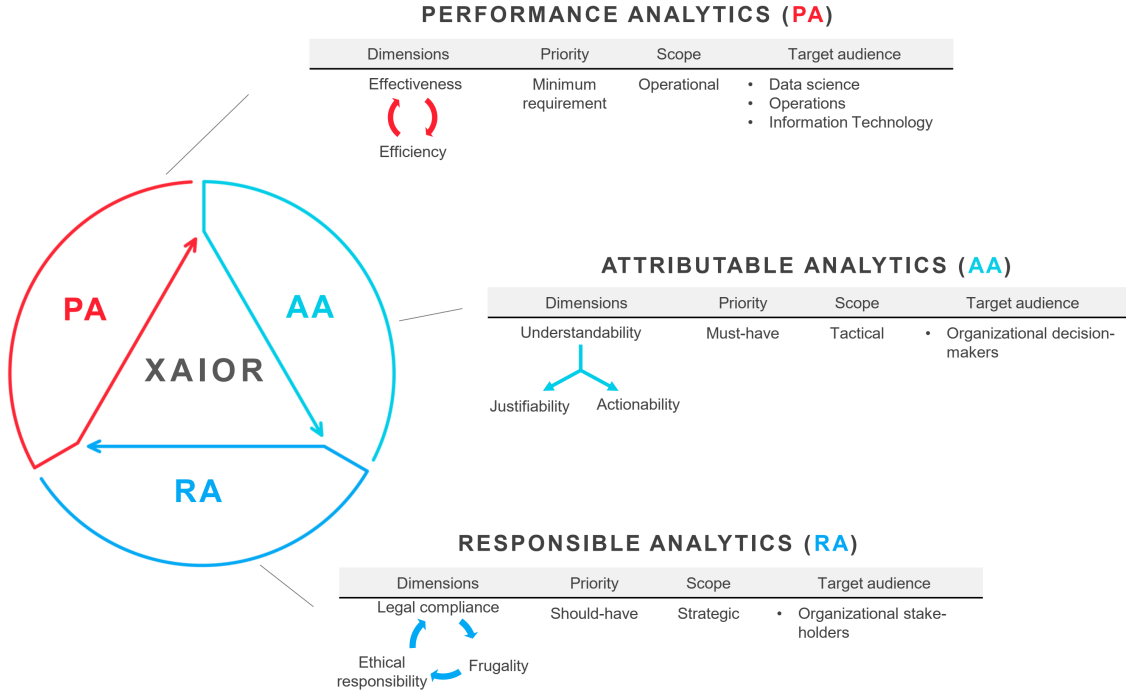 PERFORMANCE ANALYTICS (PA)
Dimensions Priority Scope Target audience
Effectiveness Minimum Operational • Data science
requirement • Operations
• Information Technology
Efficiency
ATTRIBUTABLE ANALYTICS (AA)
Dimensions Priority Scope Target audience
Understandability Must-have Tactical • Organizational decision-
makers
Justifiability Actionability
PA
AA
XAIOR
RA
RESPONSIBLE ANALYTICS (RA)
Dimensions Priority Scope Target audience
Legal compliance Should-have Strategic • Organizational stake-
holders
Ethical Frugality
responsibility